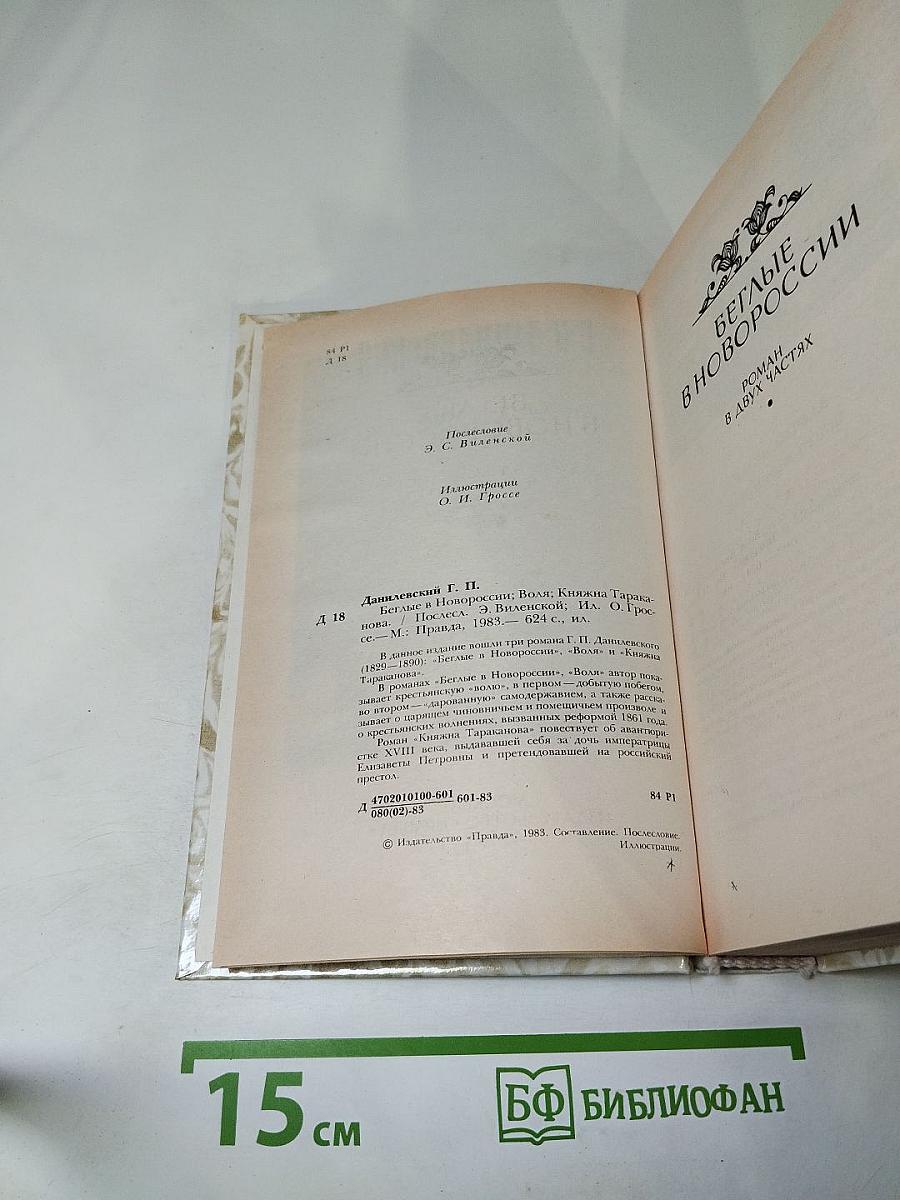 84 Р1
Д 18
Послесловие
Э. С. Виленской
Иллюстрации
О. И. Гроссе
Данилевский Г. П.
Д 18
Беглые в Новороссии; Воля; Княжна Тарака-
нова. / Послесл. Э. Виленской; Ил. О. Грос-
се.— М.: Правда, 1983.— 624 с., ил.
В данное издание вошли три романа Г. П. Данилевского
(1829—1890): «Беглые в Новороссии», «Воля» и «Княжна
Тараканова».
В романах «Беглые в Новороссии», «Воля» автор пока-
зывает крестьянскую «волю», в первом — добытую побегом,
во втором — «дарованную» самодержавием, а также расска-
зывает о царящем чиновничьем и помещичьем произволе и
о крестьянских волнениях, вызванных реформой 1861 года.
Роман «Княжна Тараканова» повествует об авантюри-
стке XVIII века, выдававшей себя за дочь императрицы
Елизаветы Петровны и претендовавшей на российский
престол.
Д 4702010100-601 601-83 84 Р1
080(02)-83
© Издательство «Правда», 1983. Составление. Послесловие.
Иллюстрации.
БЕГЛЫЕ
В НОВОРОССИИ
РОМАН
В ДВУХ ЧАСТЯХ
15 см
БФ БИБЛИОФАН